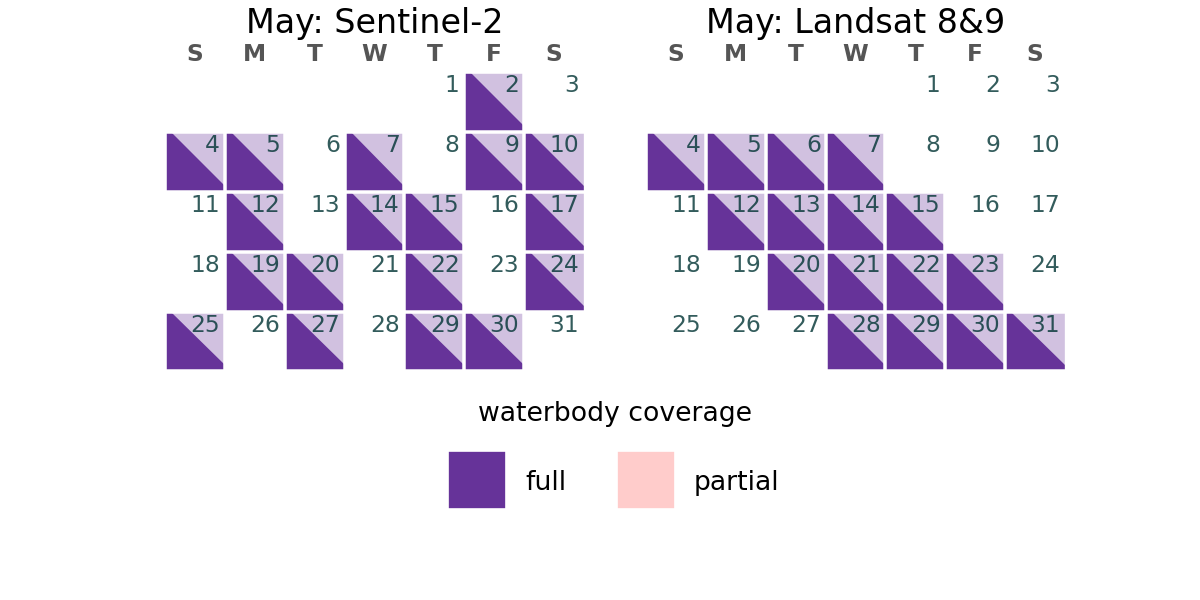 May: Sentinel-2
S M T W T F S
1 2 3
4 5 6 7 8 9 10
11 12 13 14 15 16 17
18 19 20 21 22 23 24
25 26 27 28 29 30 31
May: Landsat 8&9
S M T W T F S
1 2 3
4 5 6 7 8 9 10
11 12 13 14 15 16 17
18 19 20 21 22 23 24
25 26 27 28 29 30 31
waterbody coverage
full partial